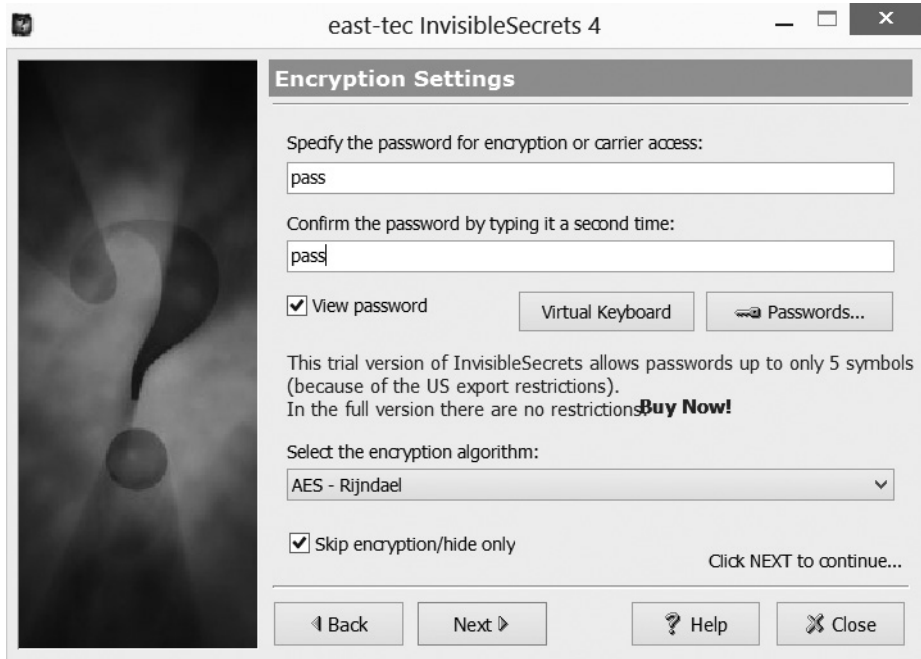 east-tec InvisibleSecrets 4
Encryption Settings
Specify the password for encryption or carrier access:
pass
Confirm the password by typing it a second time:
pass
View password
Virtual Keyboard
Passwords...
This trial version of InvisibleSecrets allows passwords up to only 5 symbols
(because of the US export restrictions).
In the full version there are no restrictions. Buy Now!
Select the encryption algorithm:
AES - Rijndael
Skip encryption/hide only
Click NEXT to continue...
Back
Next
Help
Close